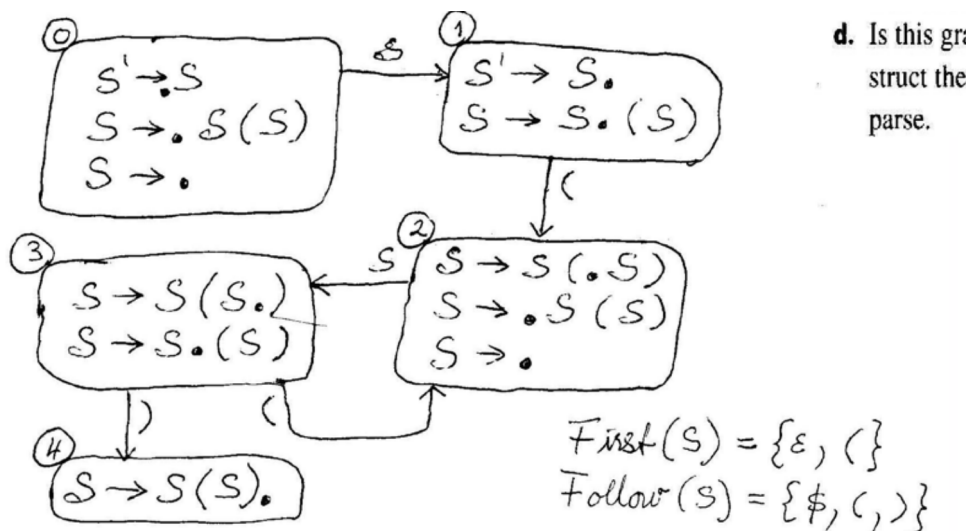 0
S' → .S
S → . S (S)
S → .
S
1
S' → S.
S → S. (S)
(
2
S → S (. S)
S → . S (S)
S → .
S
3
S → S (S.)
S → S. (S)
)
(
4
S → S (S).
First (S) = {ε, (}
Follow (S) = {$, (, )}
d. Is this gra
struct the
parse.